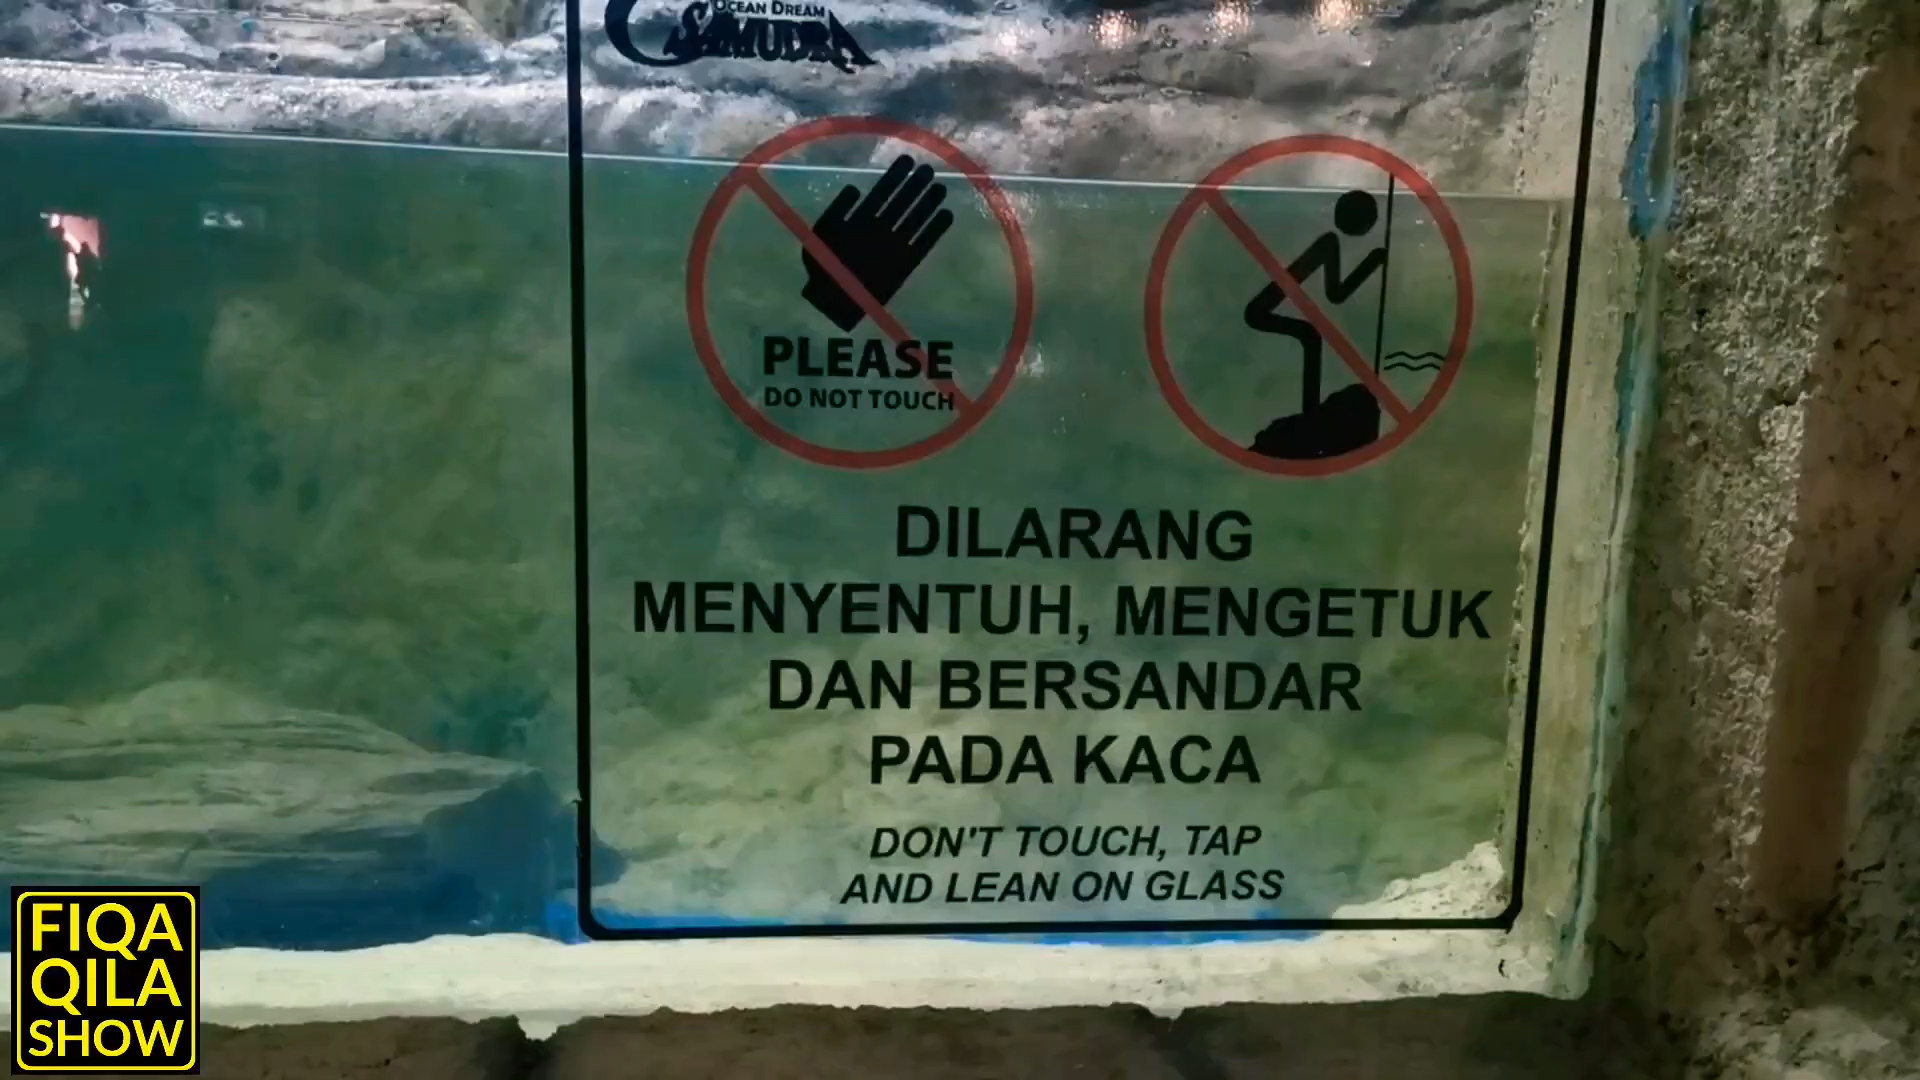 OCEAN DREAM
SAMUDRA
PLEASE
DO NOT TOUCH
DILARANG
MENYENTUH, MENGETUK
DAN BERSANDAR
PADA KACA
DON'T TOUCH, TAP
AND LEAN ON GLASS
FIQA
QILA
SHOW